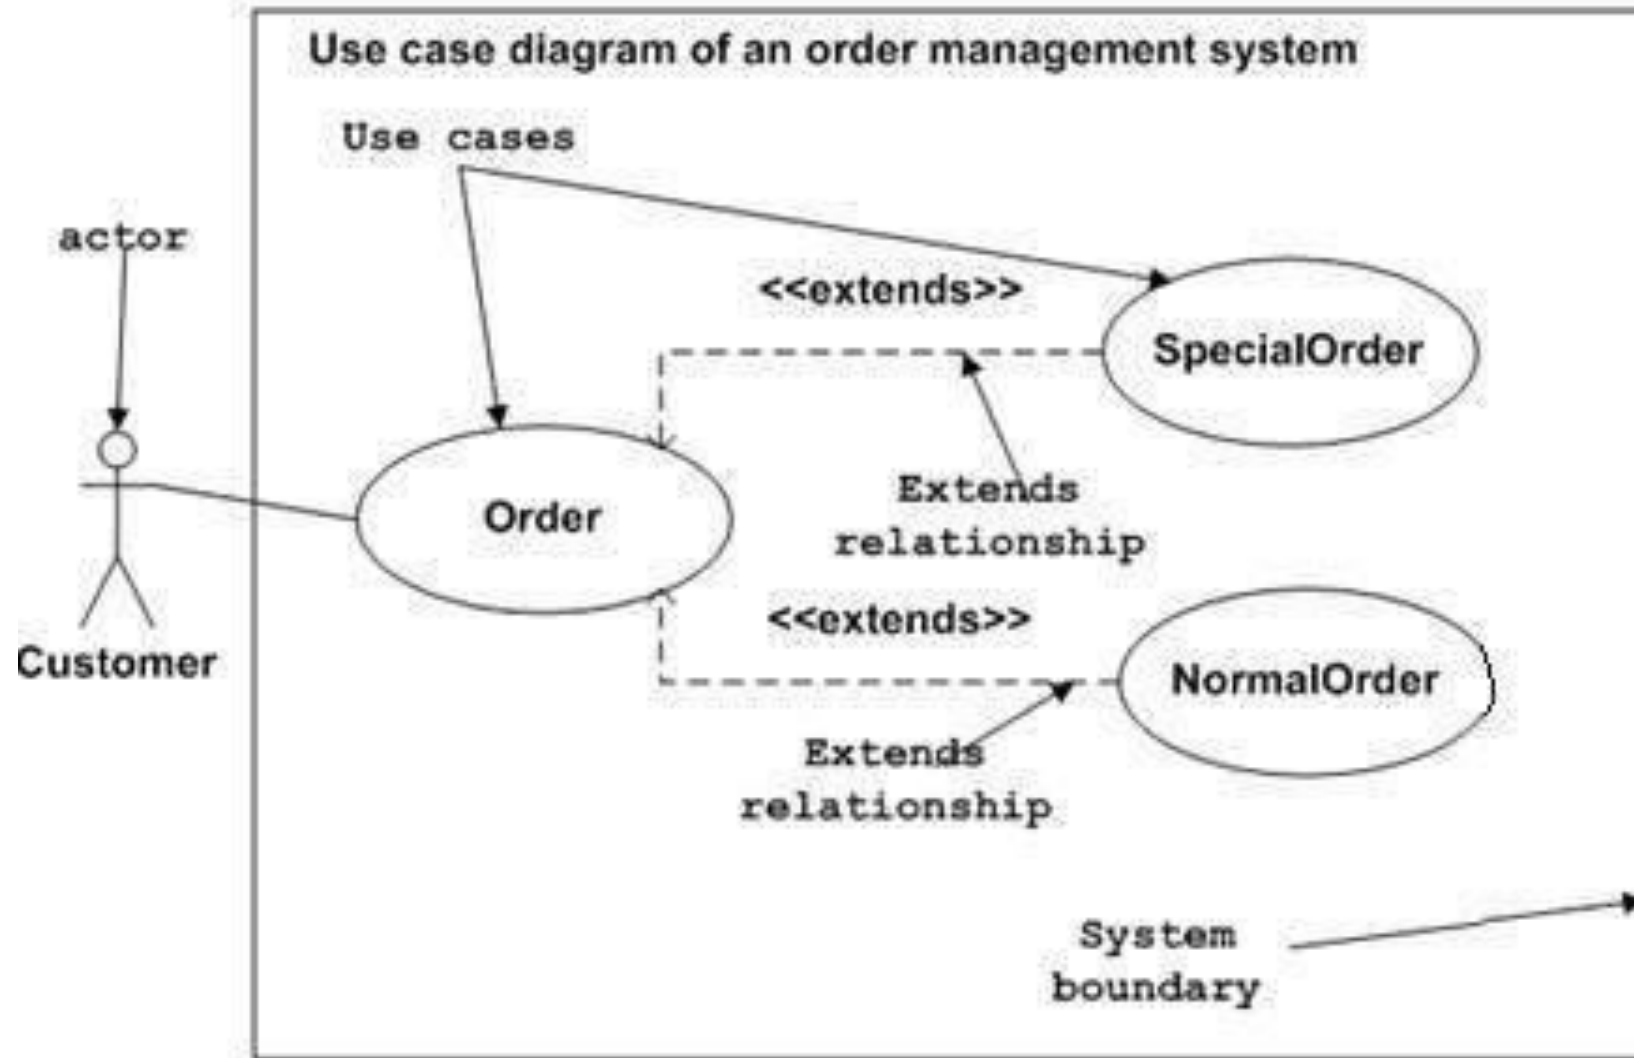 Use case diagram of an order management system
Use cases
actor
<<extends>>
SpecialOrder
Extends
relationship
Order
<<extends>>
Customer
NormalOrder
Extends
relationship
System
boundary